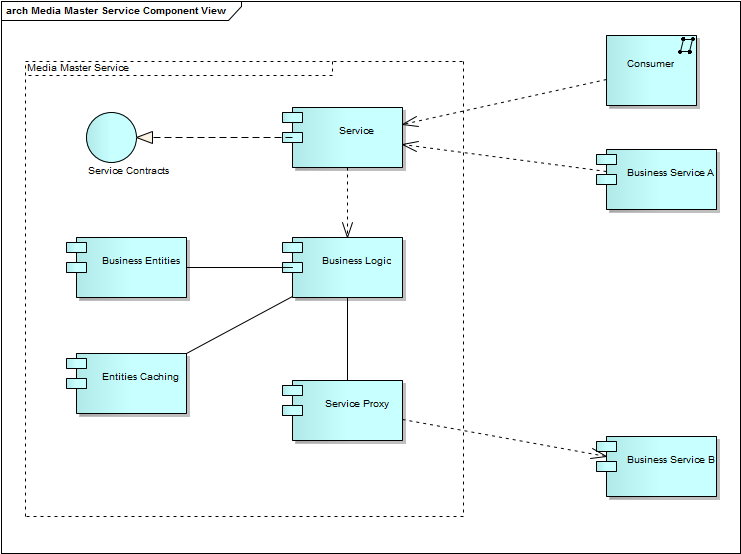 arch Media Master Service Component View
Media Master Service
Consumer
Service
Service Contracts
Business Service A
Business Entities
Business Logic
Entities Caching
Service Proxy
Business Service B